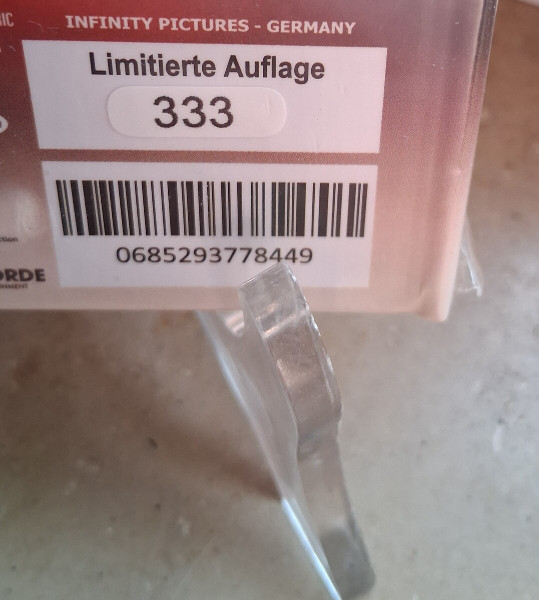 INFINITY PICTURES - GERMANY
Limitierte Auflage
333
0685293778449